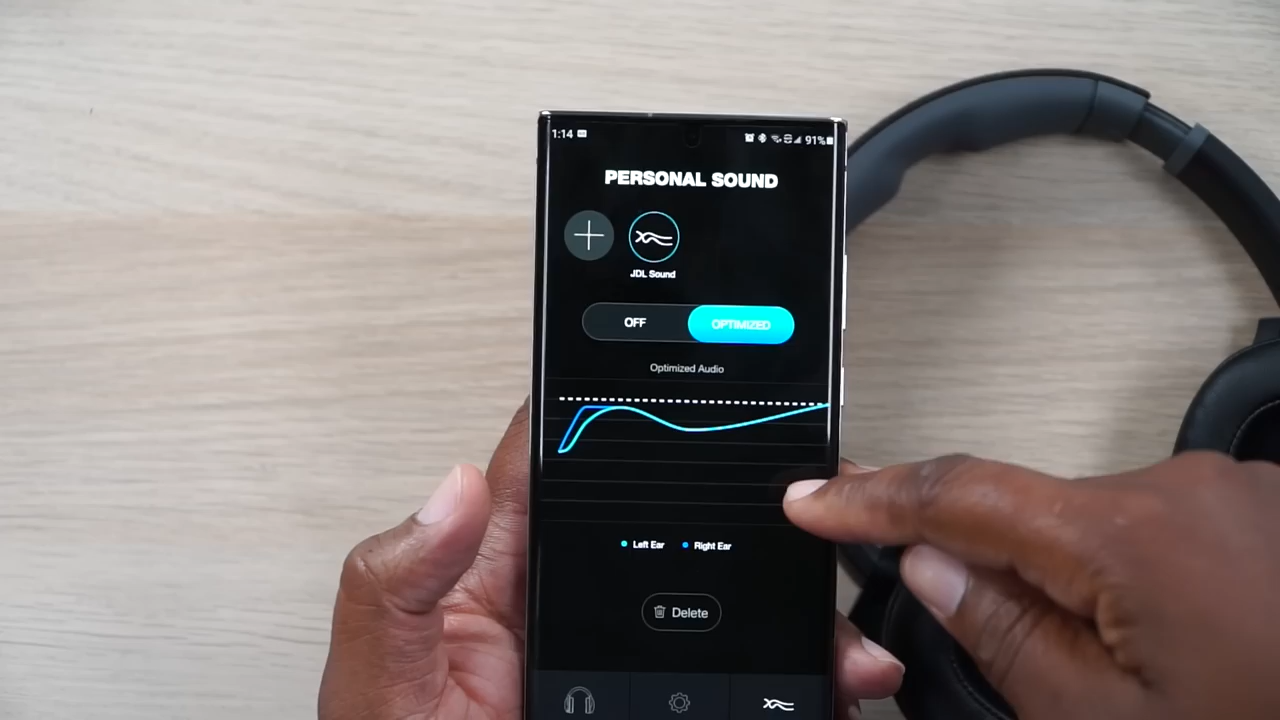 1:14
91%
PERSONAL SOUND
JDL Sound
OFF
OPTIMIZED
Optimized Audio
Left Ear
Right Ear
Delete